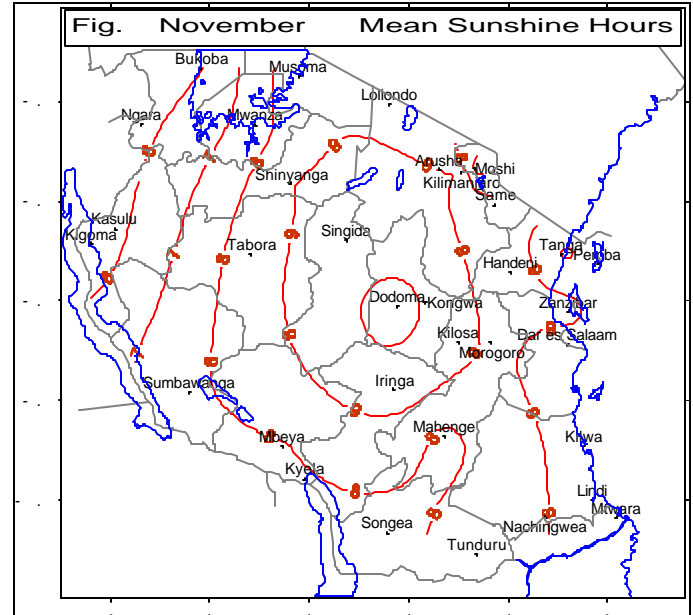 Fig. November Mean Sunshine Hours
Bukoba
Musoma
Loliondo
Ngara
Mwanza
Arusha
Moshi
Shinyanga
Kilimanjaro
Same
Kasulu
Kigoma
Tabora
Singida
Tanga
Pemba
Handeni
Dodoma
Kongwa
Zanzibar
Kilosa
Dar es Salaam
Morogoro
Sumbawanga
Iringa
Mahenge
Mbeya
Kilwa
Kyela
Lindi
Mtwara
Songea
Nachingwea
Tunduru